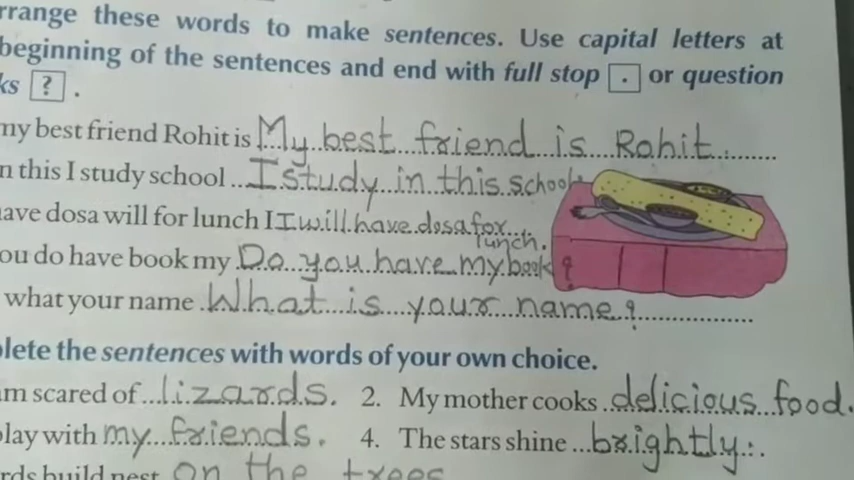 rrange these words to make sentences. Use capital letters at
beginning of the sentences and end with full stop . or question
ks ? .
my best friend Rohit is My best friend is Rohit.
n this I study school I study in this school.
ave dosa will for lunch I I will have dosa for lunch.
ou do have book my Do you have my book ?
what your name What is your name ?
lete the sentences with words of your own choice.
m scared of lizards. 2. My mother cooks delicious food.
lay with my friends. 4. The stars shine brightly.
rds build nest on the trees